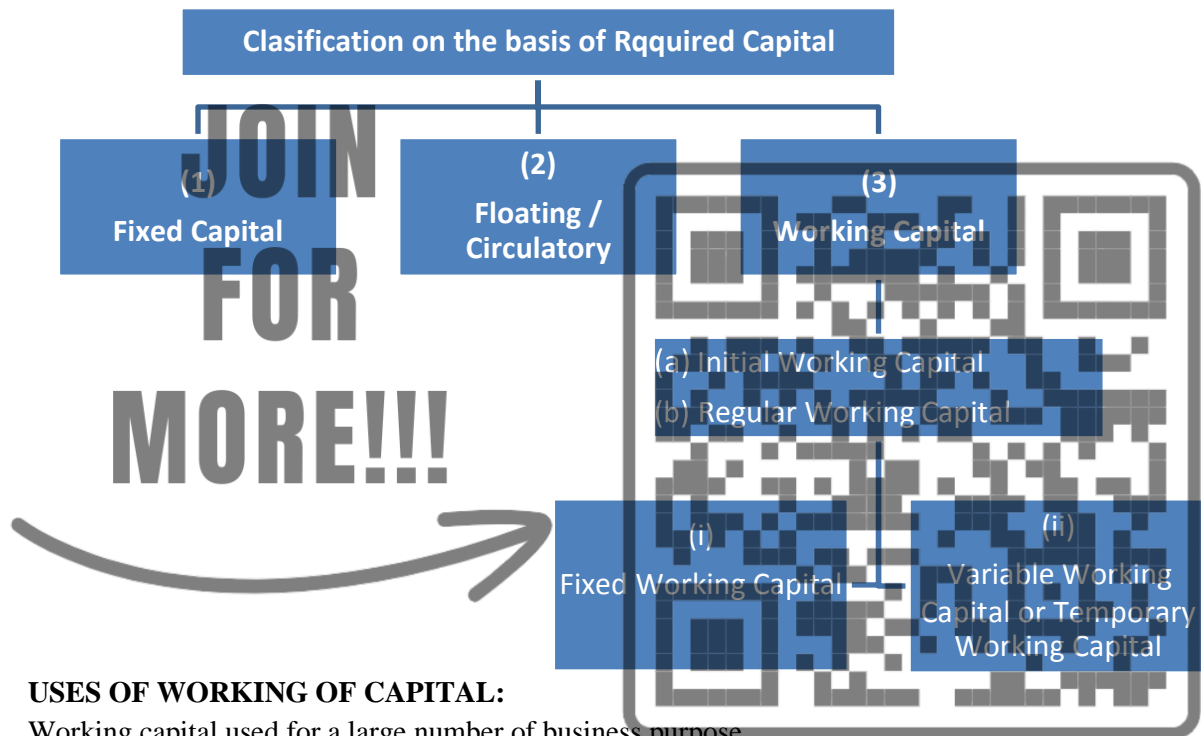 Clasification on the basis of Rqquired Capital
(1)
Fixed Capital
(2)
Floating /
Circulatory
(3)
Working Capital
JOIN
FOR
MORE!!!
(a) Initial Working Capital
(b) Regular Working Capital
(i)
Fixed Working Capital
(ii)
Variable Working
Capital or Temporary
Working Capital
USES OF WORKING OF CAPITAL:
Working capital used for a large number of business purpose